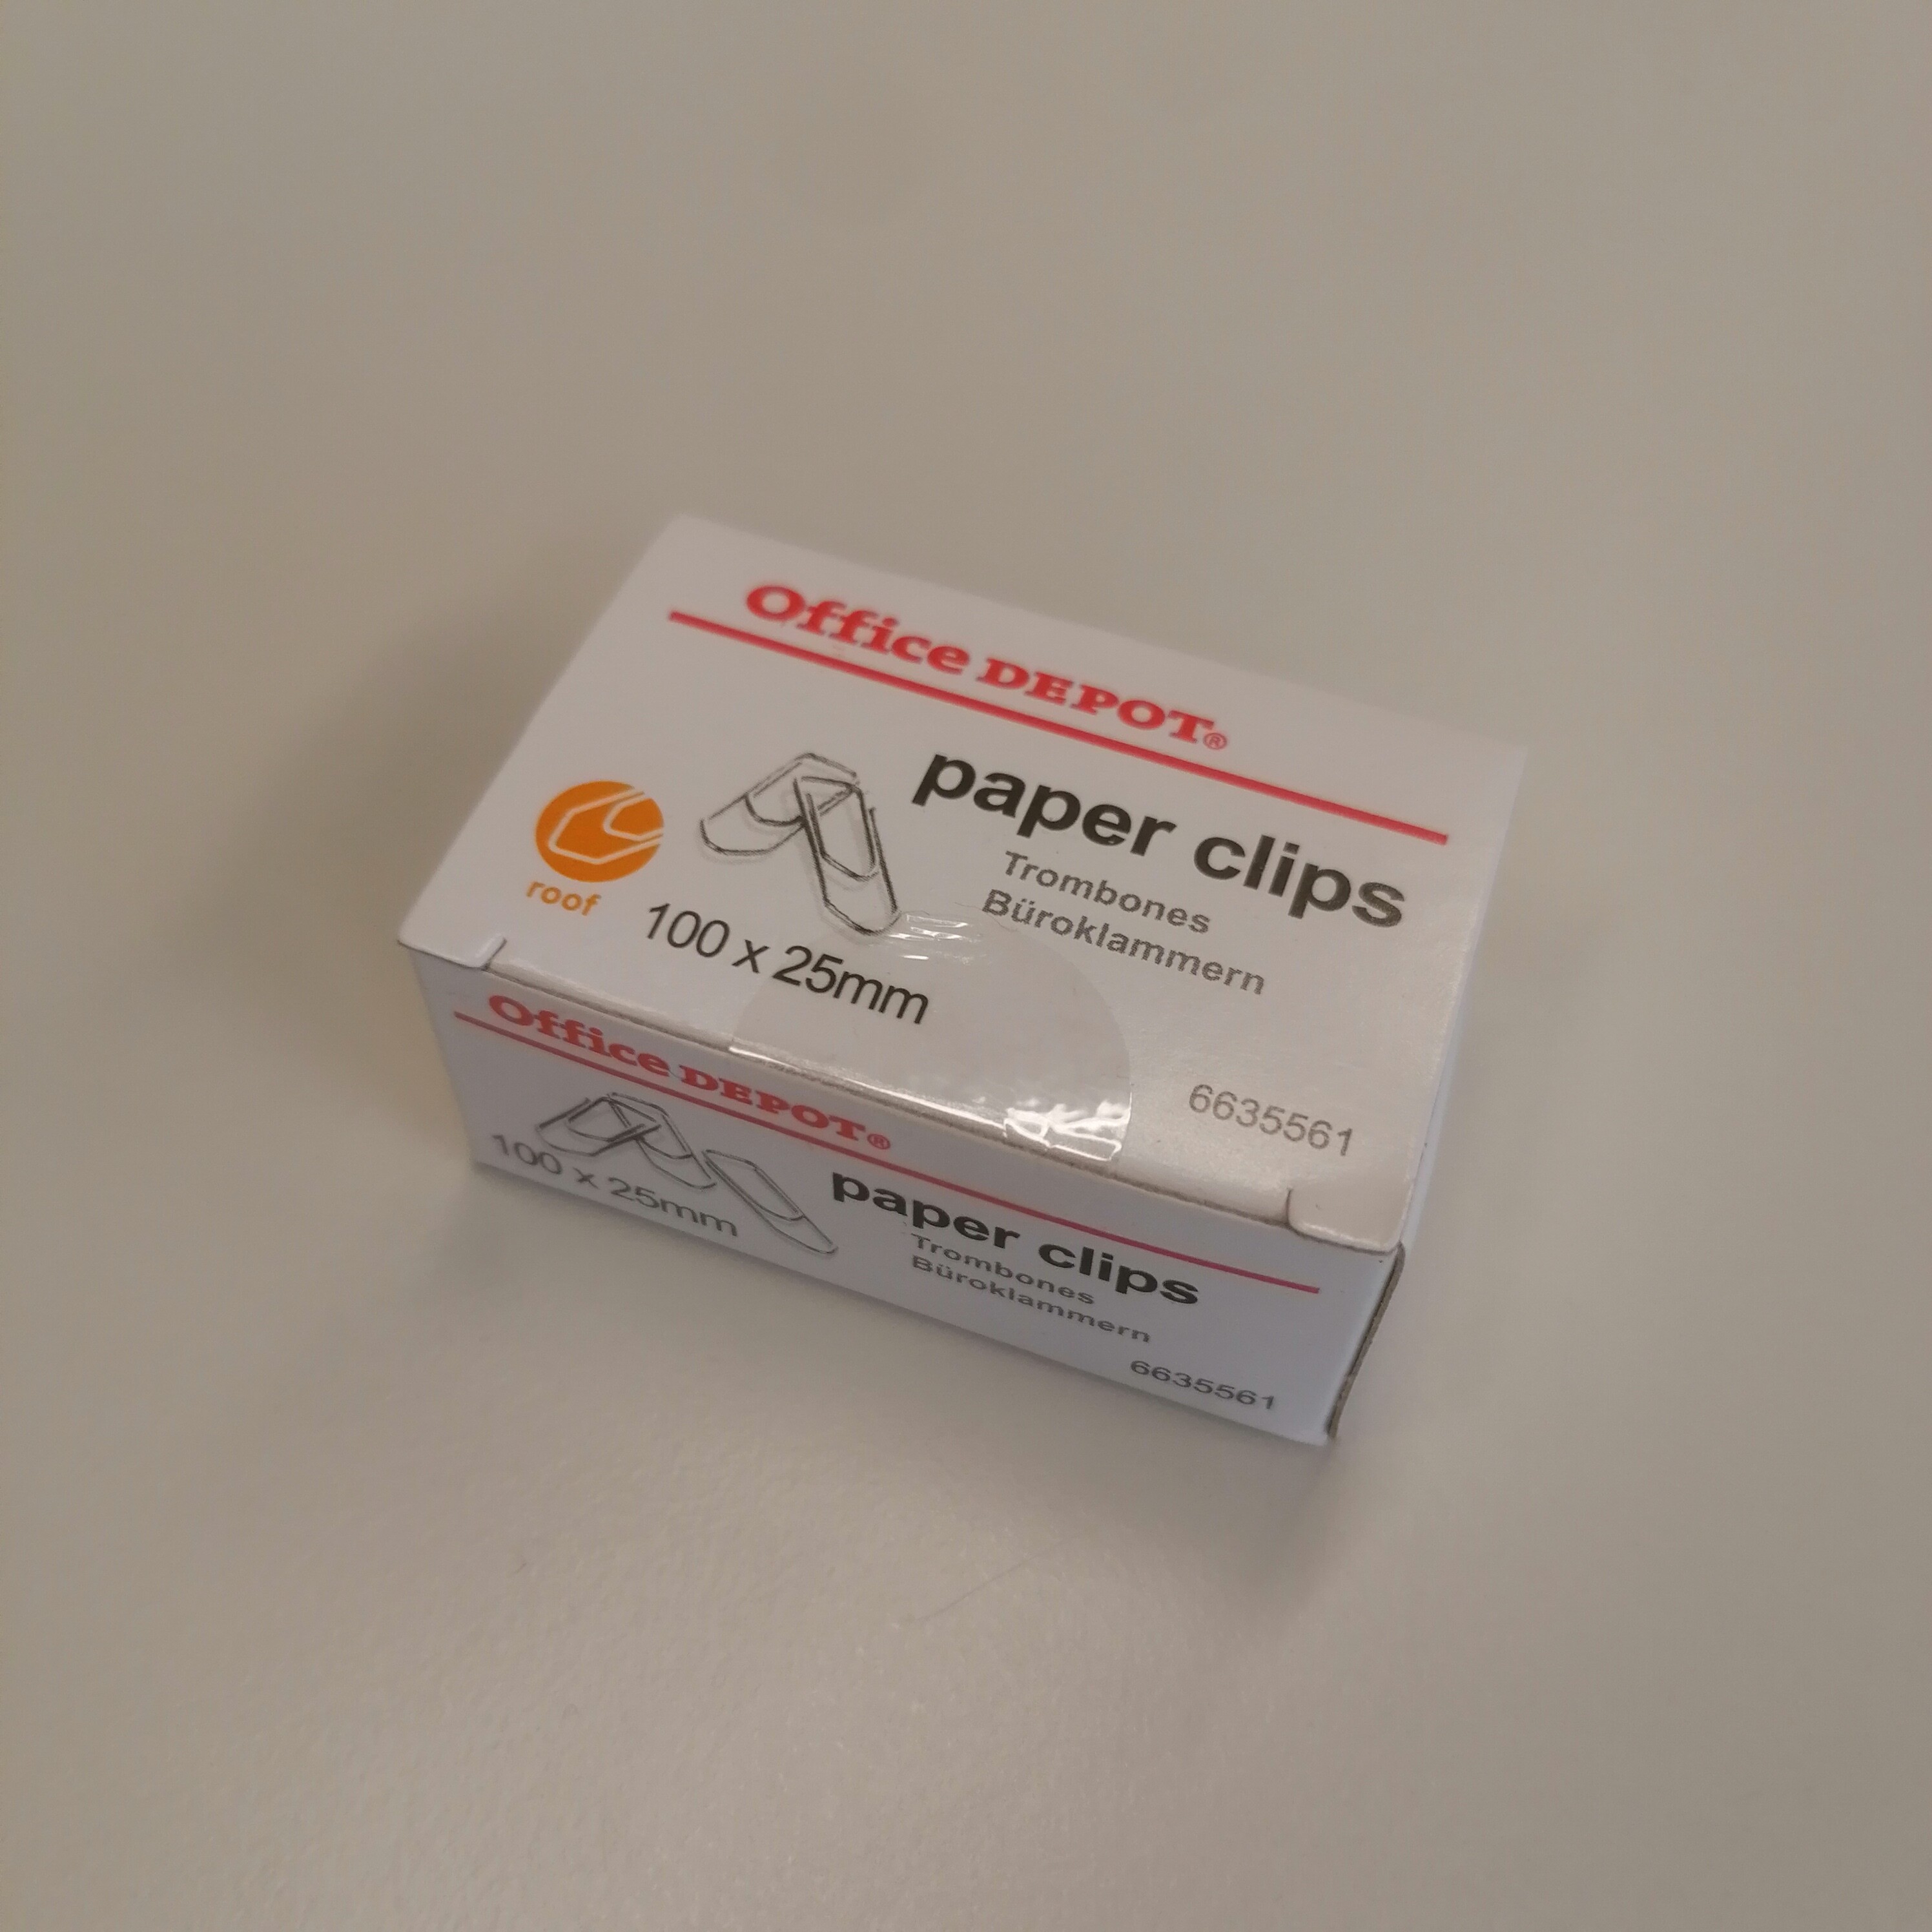 Office DEPOT®
paper clips
Trombones
Büroklammern
roof
100 x 25mm
6635561
Office DEPOT®
100 x 25mm
paper clips
Trombones
Büroklammern
6635561